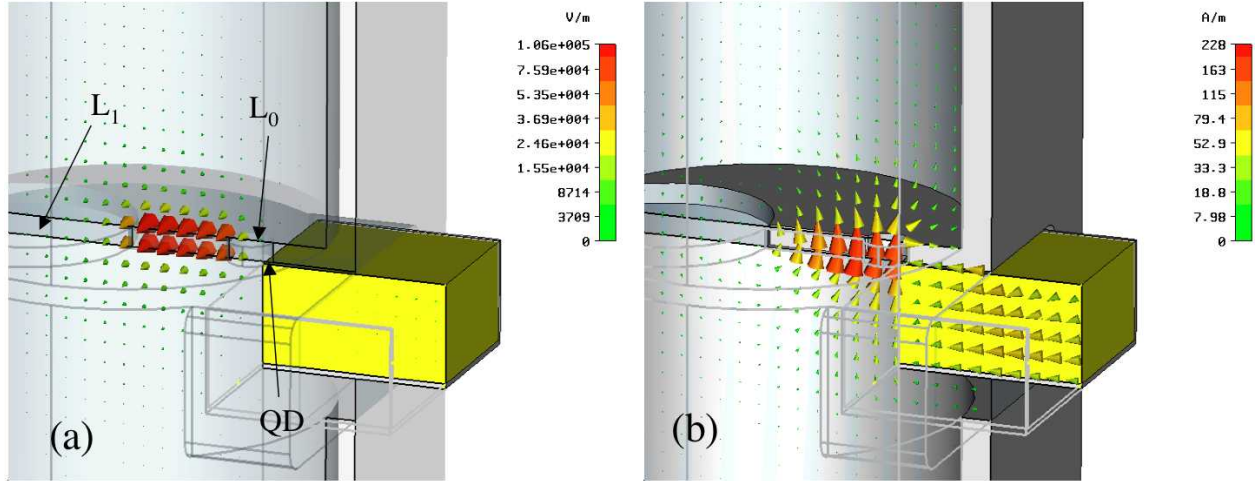 V/m
1.06e+005
7.59e+004
5.35e+004
3.69e+004
2.46e+004
1.55e+004
8714
3709
0
L1
L0
QD
(a)
A/m
228
163
115
79.4
52.9
33.3
18.8
7.98
0
(b)